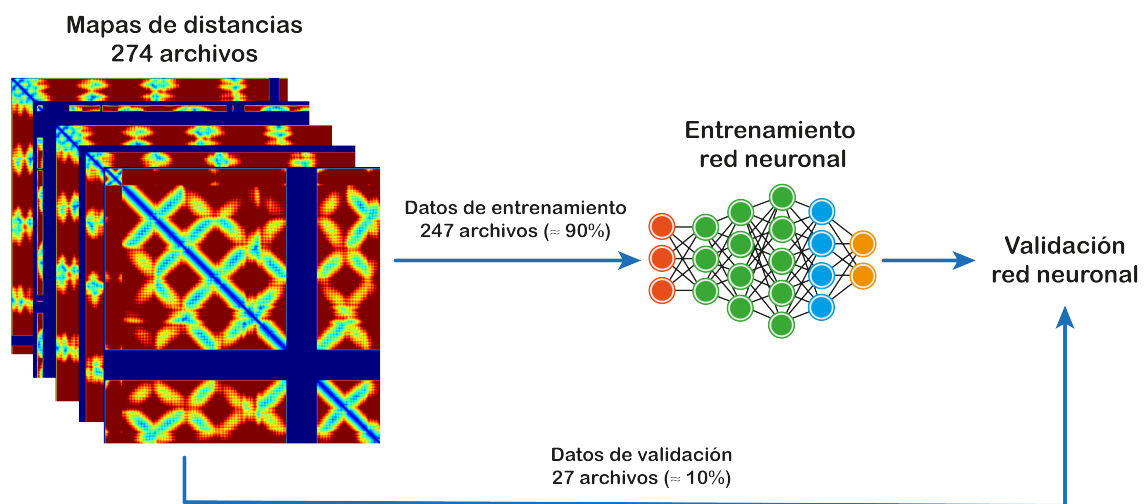 Mapas de distancias
274 archivos
Entrenamiento
red neuronal
Datos de entrenamiento
247 archivos (≈ 90%)
Validación
red neuronal
Datos de validación
27 archivos (≈ 10%)